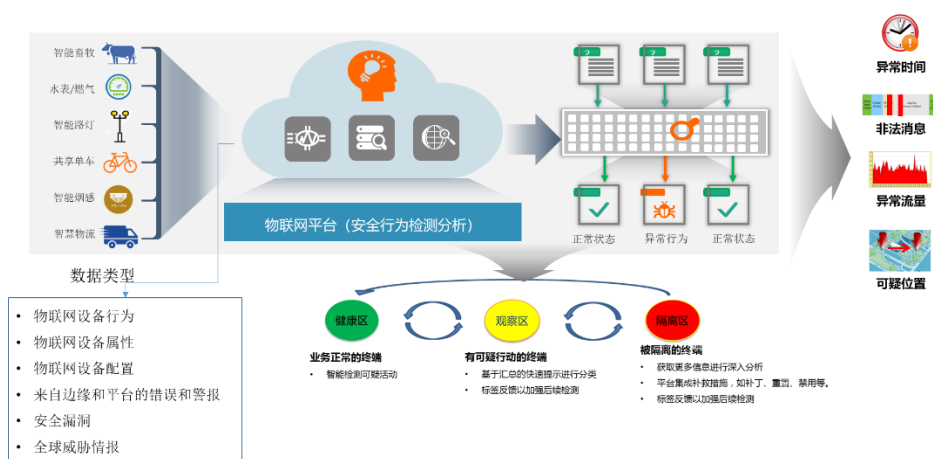 智能畜牧
水表/燃气
智能路灯
共享单车
智能烟感
智慧物流
物联网平台（安全行为检测分析）
?
?
?
正常状态
异常行为
正常状态
异常时间
非法消息
异常流量
可疑位置
数据类型
• 物联网设备行为
• 物联网设备属性
• 物联网设备配置
• 来自边缘和平台的错误和警报
• 安全漏洞
• 全球威胁情报
健康区
观察区
隔离区
业务正常的终端
• 智能检测可疑活动
有可疑行动的终端
• 基于汇总的快速提示进行分类
• 标签反馈以加强后续检测
被隔离的终端
• 获取更多信息进行深入分析
• 平台集成补救措施，如补丁、重置、禁用等。
• 标签反馈以加强后续检测